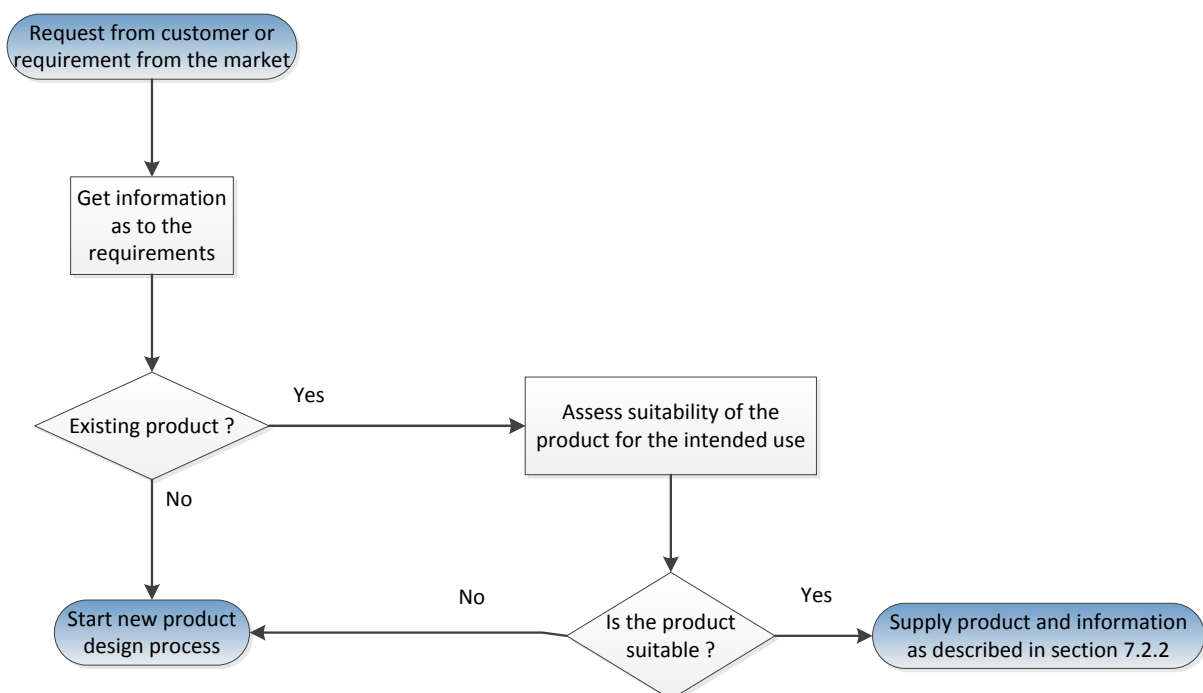 Request from customer or
requirement from the market
Get information
as to the
requirements
Existing product ?
Yes
Assess suitability of the
product for the intended use
No
Start new product
design process
No
Is the product
suitable ?
Yes
Supply product and information
as described in section 7.2.2